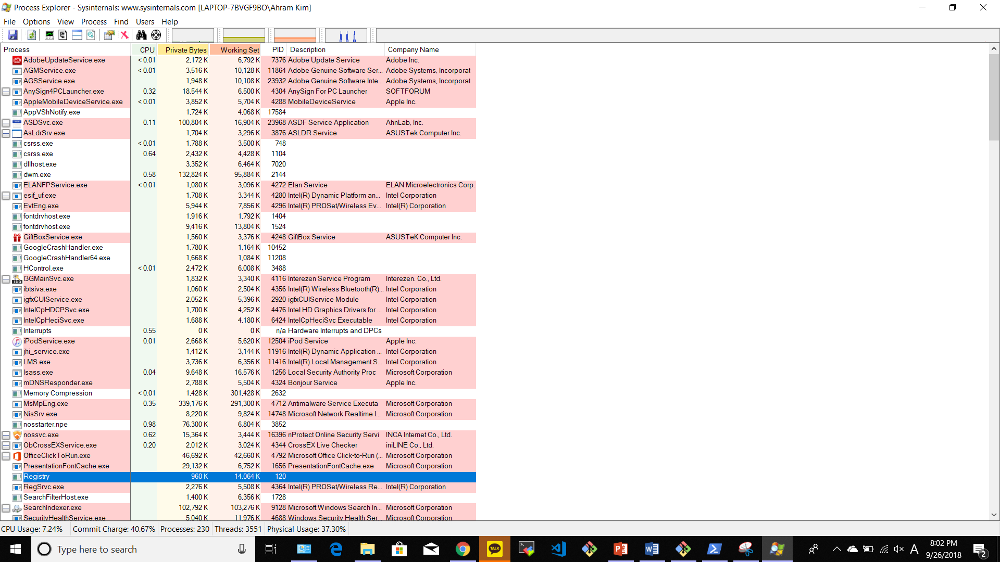 Process Explorer - Sysinternals: www.sysinternals.com [LAPTOP-7BVGF9BO\Ahram Kim]
File Options View Process Find Users Help
Process CPU Private Bytes Working Set PID Description Company Name
AdobeUpdateService.exe < 0.01 2,172 K 6,792 K 7376 Adobe Update Service Adobe Inc.
AGMService.exe < 0.01 3,516 K 10,128 K 11864 Adobe Genuine Software Ser... Adobe Systems, Incorporat
AGSService.exe 1,948 K 10,108 K 23932 Adobe Genuine Software Inte... Adobe Systems, Incorporat
AnySign4PCLauncher.exe 0.32 18,544 K 6,500 K 4304 AnySign For PC Launcher SOFTFORUM
AppleMobileDeviceService.exe < 0.01 3,852 K 5,704 K 4288 MobileDeviceService Apple Inc.
AppVShNotify.exe 1,724 K 4,068 K 17584
ASDSvc.exe 0.11 100,804 K 16,904 K 23968 ASDF Service Application AhnLab, Inc.
AsLdrSrv.exe 1,704 K 3,296 K 3876 ASLDR Service ASUSTek Computer Inc.
csrss.exe < 0.01 1,788 K 3,500 K 748
csrss.exe 0.64 2,432 K 4,428 K 1104
dllhost.exe 3,352 K 6,464 K 7020
dwm.exe 0.58 132,824 K 95,884 K 2144
ELANFPService.exe < 0.01 1,080 K 3,096 K 4272 Elan Service ELAN Microelectronics Corp.
esif_uf.exe 1,708 K 3,344 K 4280 Intel(R) Dynamic Platform an... Intel Corporation
EvtEng.exe 5,944 K 7,856 K 4296 Intel(R) PROSet/Wireless Ev... Intel(R) Corporation
fontdrvhost.exe 1,916 K 1,792 K 1404
fontdrvhost.exe 9,416 K 13,804 K 1524
GiftBoxService.exe 1,560 K 3,376 K 4248 GiftBox Service ASUSTeK Computer Inc.
GoogleCrashHandler.exe 1,780 K 1,164 K 10452
GoogleCrashHandler64.exe 1,668 K 1,084 K 11208
HControl.exe < 0.01 2,472 K 6,008 K 3488
I3GMainSvc.exe 1,832 K 3,340 K 4116 Interezen Service Program Interezen. Co., Ltd.
ibtsiva.exe 1,060 K 2,504 K 4356 Intel(R) Wireless Bluetooth(R)... Intel Corporation
igfxCUIService.exe 2,052 K 5,396 K 2920 igfxCUIService Module Intel Corporation
IntelCpHDCPSvc.exe 1,700 K 4,252 K 4476 Intel HD Graphics Drivers for ... Intel Corporation
IntelCpHeciSvc.exe 1,688 K 4,180 K 6424 IntelCpHeciSvc Executable Intel Corporation
Interrupts 0.55 0 K 0 K n/a Hardware Interrupts and DPCs
iPodService.exe 0.01 2,668 K 5,620 K 12504 iPod Service Apple Inc.
jhi_service.exe 1,412 K 3,144 K 11916 Intel(R) Dynamic Application ... Intel Corporation
LMS.exe 3,736 K 6,356 K 11416 Intel(R) Local Management S... Intel Corporation
lsass.exe 0.04 9,648 K 16,576 K 1256 Local Security Authority Proc Microsoft Corporation
mDNSResponder.exe 2,788 K 5,504 K 4324 Bonjour Service Apple Inc.
Memory Compression < 0.01 1,428 K 301,428 K 2632
MsMpEng.exe 0.35 339,176 K 291,300 K 4712 Antimalware Service Executa Microsoft Corporation
NisSrv.exe 8,220 K 9,824 K 14748 Microsoft Network Realtime I... Microsoft Corporation
nosstarter.npe 0.98 76,300 K 6,804 K 3852
nossvc.exe 0.62 15,364 K 3,444 K 16396 nProtect Online Security Servi INCA Internet Co., Ltd.
ObCrossEXService.exe 0.20 2,012 K 3,024 K 4344 CrossEX Live Checker iniLINE Co., Ltd.
OfficeClickToRun.exe 46,692 K 42,660 K 4792 Microsoft Office Click-to-Run (... Microsoft Corporation
PresentationFontCache.exe 29,132 K 6,752 K 1656 PresentationFontCache.exe Microsoft Corporation
Registry 960 K 14,064 K 120
RegSrvc.exe 2,276 K 5,508 K 4364 Intel(R) PROSet/Wireless Re... Intel(R) Corporation
SearchFilterHost.exe 1,400 K 6,356 K 1728
SearchIndexer.exe 102,792 K 103,276 K 9128 Microsoft Windows Search In... Microsoft Corporation
SecurityHealthService.exe 5,040 K 11,976 K 4688 Windows Security Health Ser... Microsoft Corporation
CPU Usage: 7.24% Commit Charge: 40.67% Processes: 230 Threads: 3551 Physical Usage: 37.30%
Type here to search
TALK
A
8:02 PM
9/26/2018
2